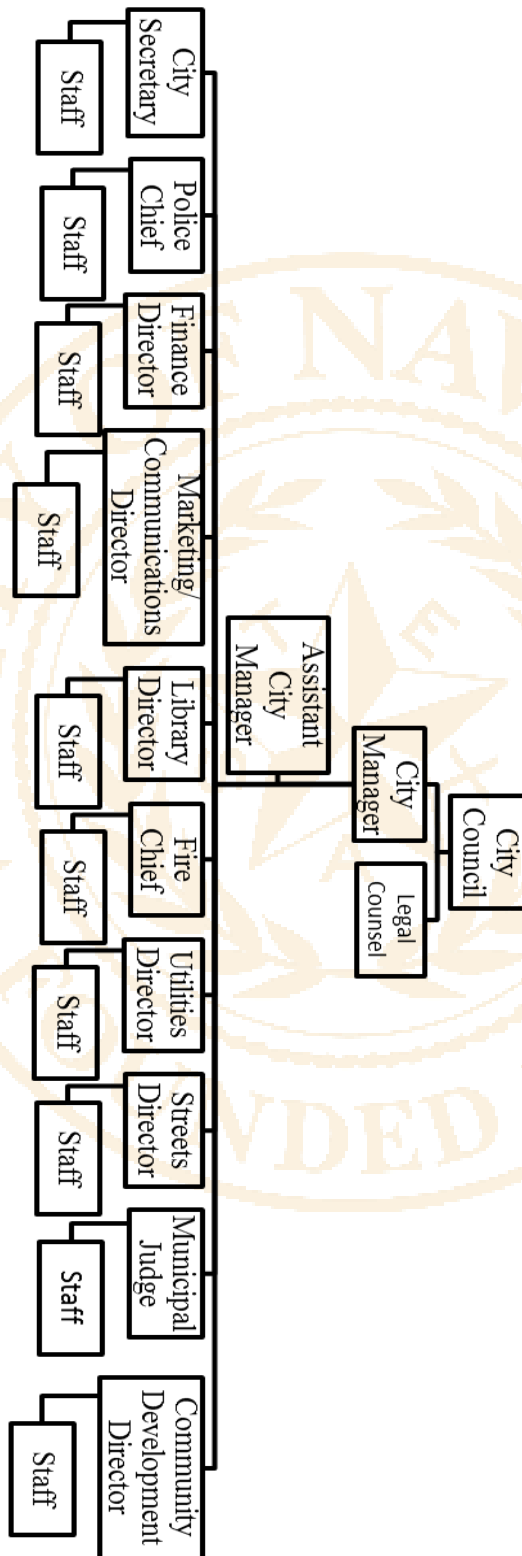 City
Council
City
Manager
Legal
Counsel
Assistant
City
Manager
City
Secretary
Staff
Police
Chief
Staff
Finance
Director
Staff
Marketing/
Communications
Director
Staff
Library
Director
Staff
Fire
Chief
Staff
Utilities
Director
Staff
Streets
Director
Staff
Municipal
Judge
Staff
Community
Development
Director
Staff